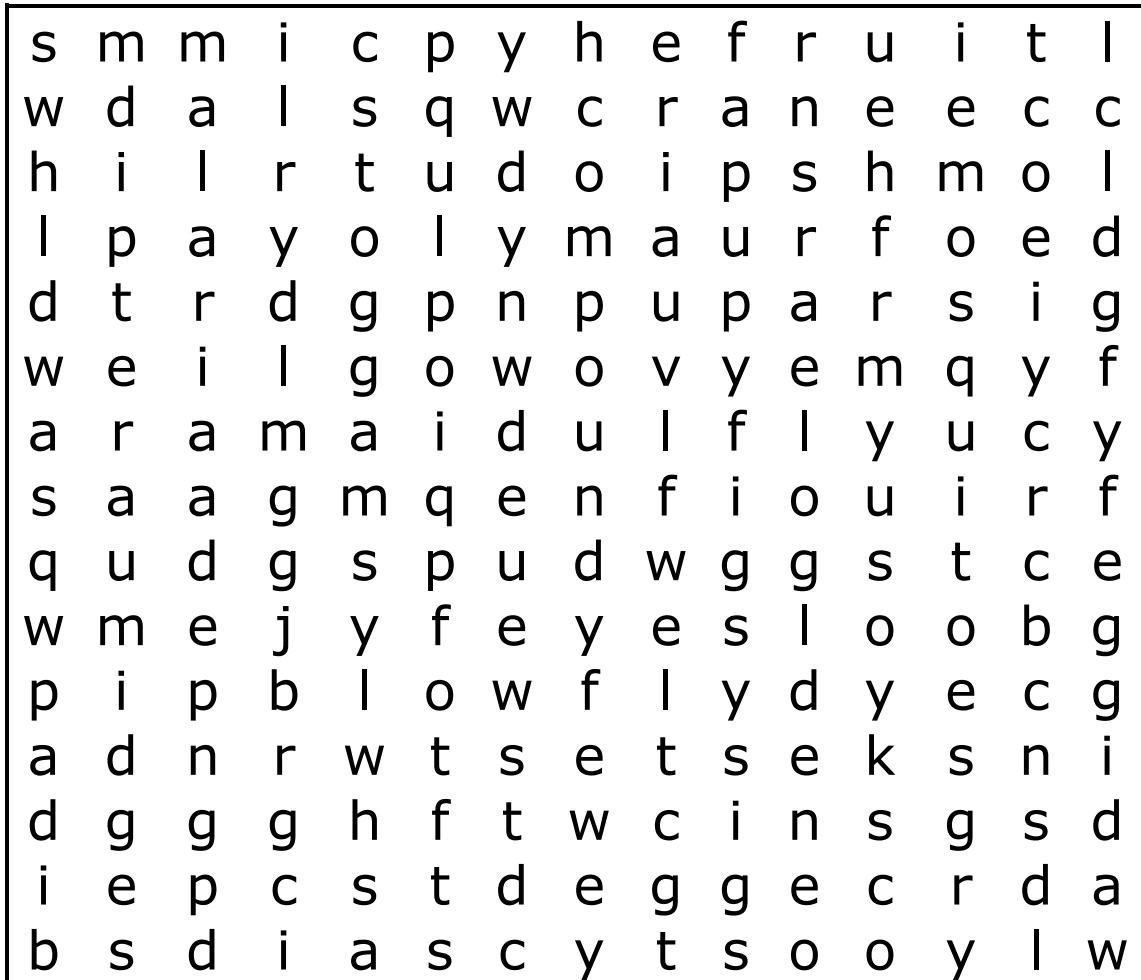 s m m i c p y h e f r u i t l
w d a l s q w c r a n e e c c
h i l r t u d o i p s h m o l
l p a y o l y m a u r f o e d
d t r d g p n p u p a r s i g
w e i l g o w o v y e m q y f
a r a m a i d u l f l y u c y
s a a g m q e n f i o u i r f
q u d g s p u d w g g s t c e
w m e j y f e y e s l o o b g
p i p b l o w f l y d y e c g
a d n r w t s e t s e k s n i
d g g g h f t w c i n s g s d
i e p c s t d e g g e c r d a
b s d i a s c y t s o o y l w